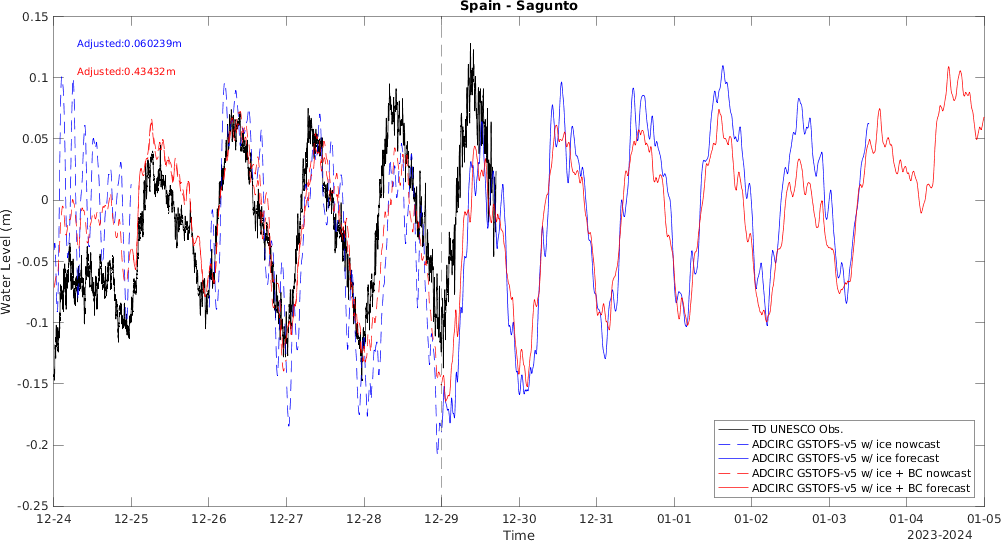 Spain - Sagunto
0.15
0.1
0.05
0
-0.05
-0.1
-0.15
-0.2
-0.25
Water Level (m)
Adjusted:0.060239m
Adjusted:0.43432m
TD UNESCO Obs.
ADCIRC GSTOFS-v5 w/ ice nowcast
ADCIRC GSTOFS-v5 w/ ice forecast
ADCIRC GSTOFS-v5 w/ ice + BC nowcast
ADCIRC GSTOFS-v5 w/ ice + BC forecast
12-24 12-25 12-26 12-27 12-28 12-29 12-30 12-31 01-01 01-02 01-03 01-04 01-05
Time
2023-2024